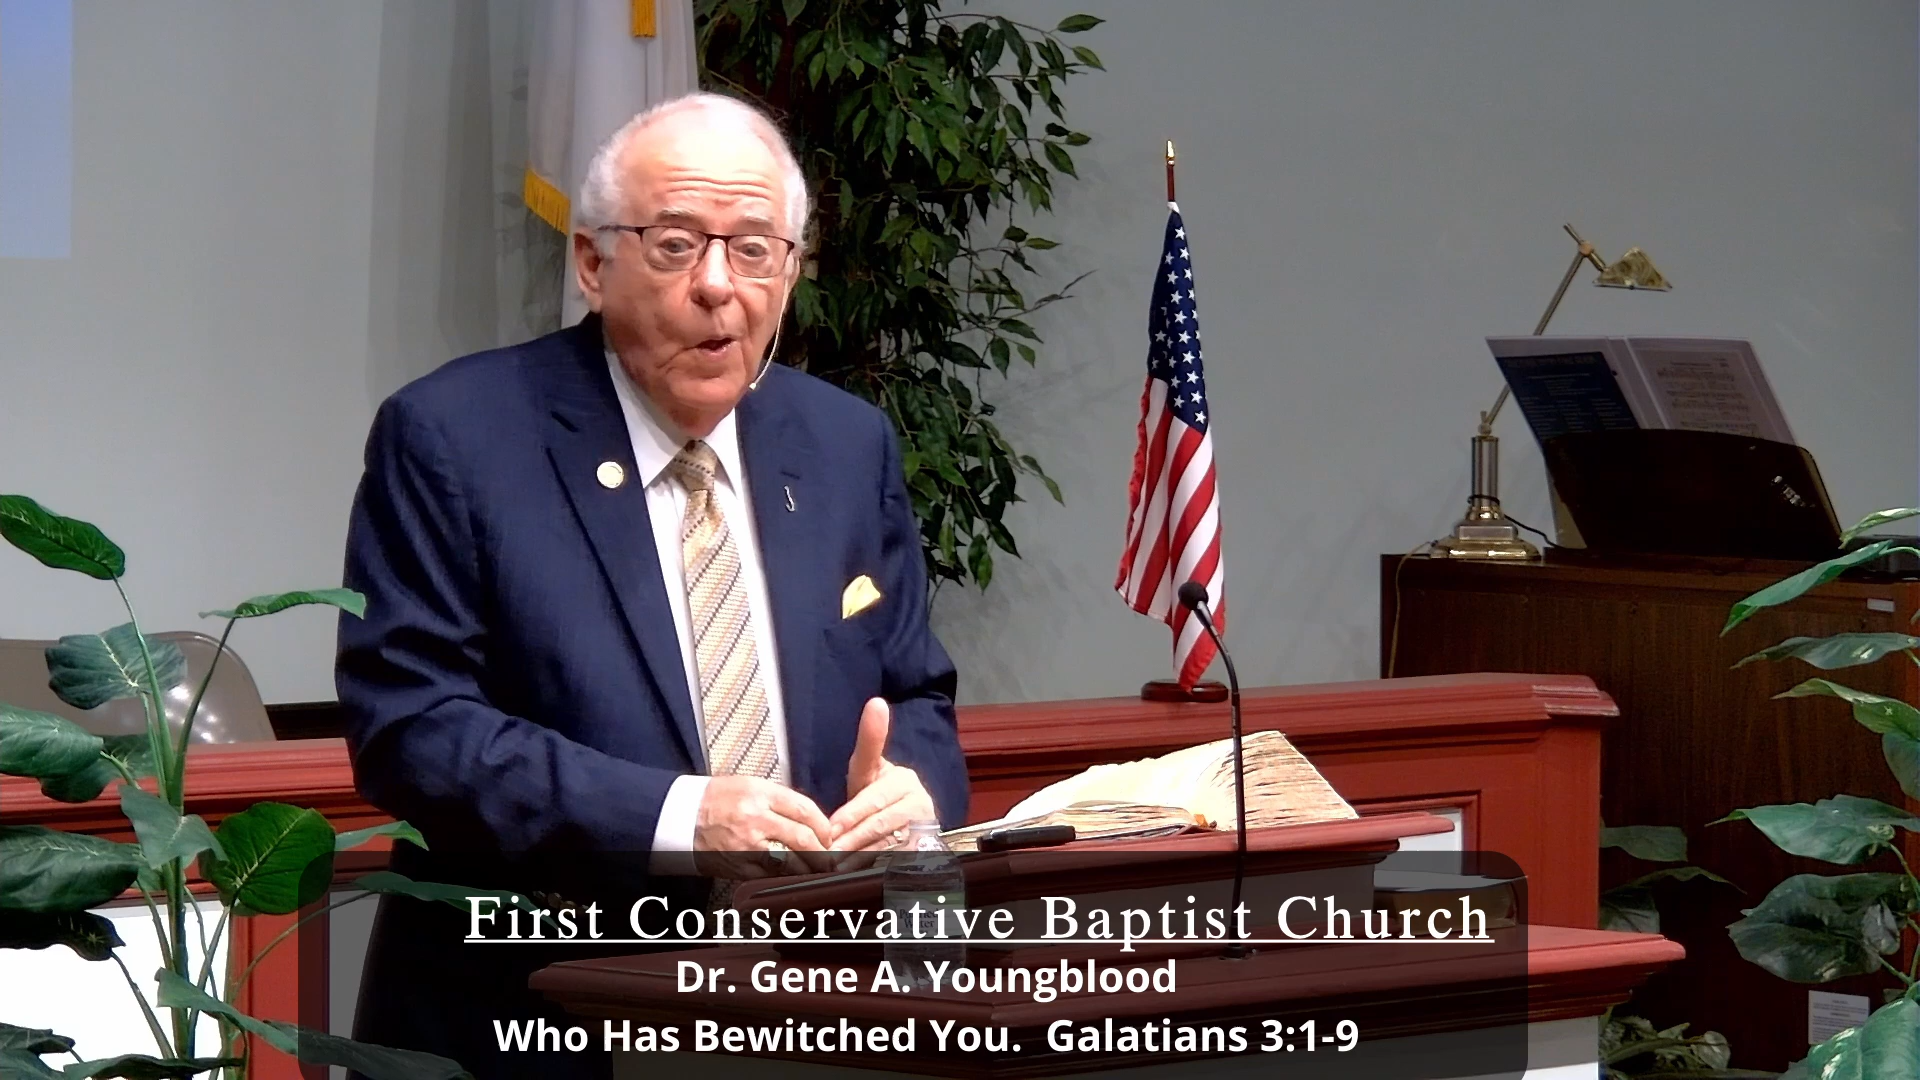 First Conservative Baptist Church
Dr. Gene A. Youngblood
Who Has Bewitched You.  Galatians 3:1-9